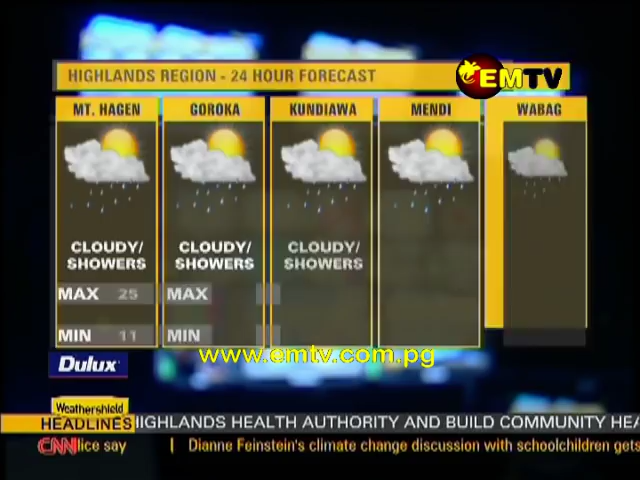 HIGHLANDS REGION - 24 HOUR FORECAST
EMTV
MT. HAGEN
GOROKA
KUNDIAWA
MENDI
WABAG
CLOUDY/
SHOWERS
CLOUDY/
SHOWERS
CLOUDY/
SHOWERS
MAX 25
MAX
MIN 11
MIN
www.emtv.com.pg
Dulux
Weathershield
HEADLINES HIGHLANDS HEALTH AUTHORITY AND BUILD COMMUNITY HEA
CNN lice say | Dianne Feinstein's climate change discussion with schoolchildren gets